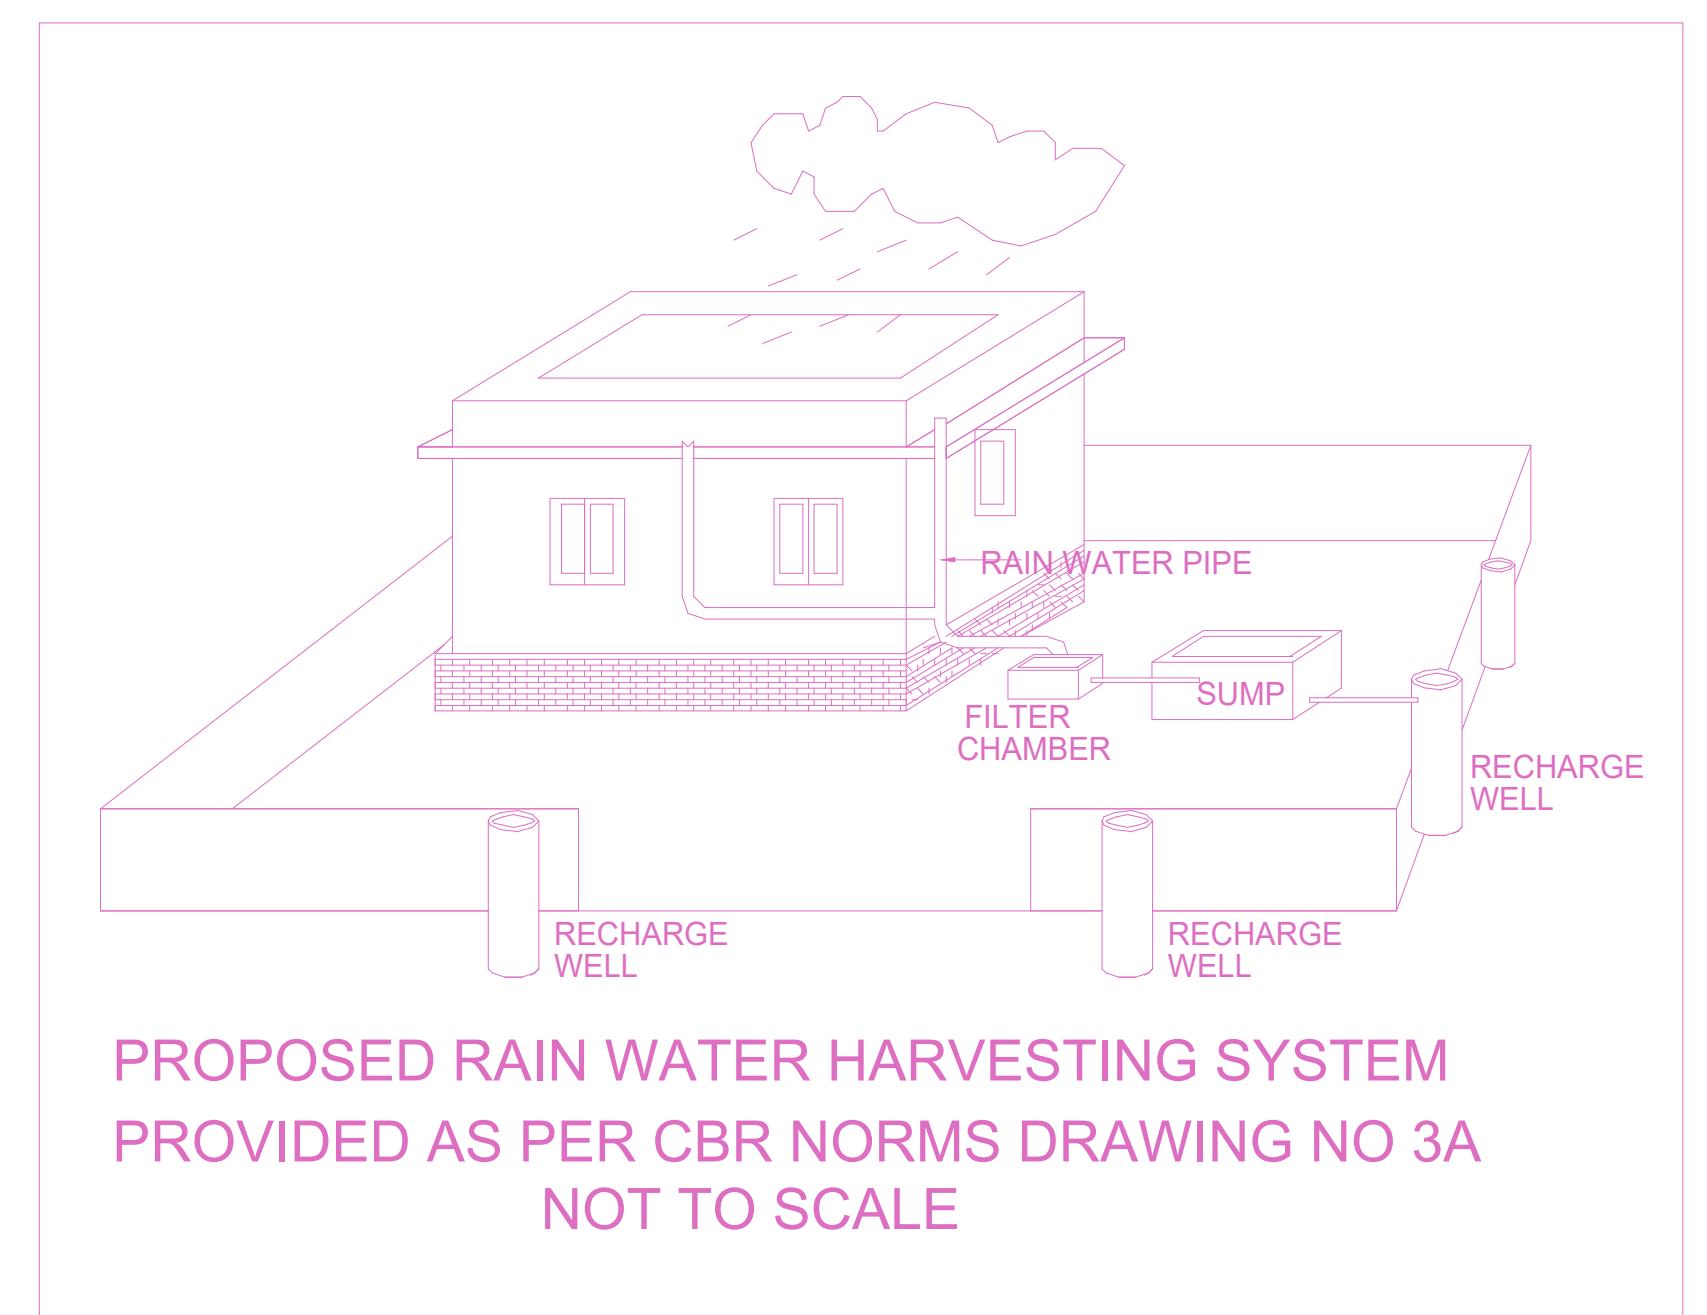 RAIN WATER PIPE
SUMP
FILTER
CHAMBER
RECHARGE
WELL
RECHARGE
WELL
RECHARGE
WELL
PROPOSED RAIN WATER HARVESTING SYSTEM
PROVIDED AS PER CBR NORMS DRAWING NO 3A
NOT TO SCALE